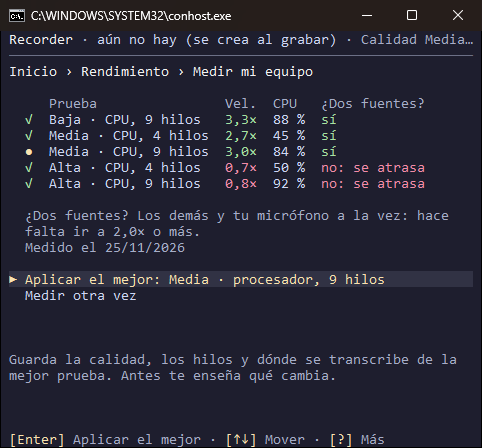 C:\WINDOWS\SYSTEM32\conhost.exe
Recorder · aún no hay (se crea al grabar) · Calidad Media…
Inicio › Rendimiento › Medir mi equipo
Prueba Vel. CPU ¿Dos fuentes?
√ Baja · CPU, 9 hilos 3,3× 88 % sí
√ Media · CPU, 4 hilos 2,7× 45 % sí
● Media · CPU, 9 hilos 3,0× 84 % sí
√ Alta · CPU, 4 hilos 0,7× 50 % no: se atrasa
√ Alta · CPU, 9 hilos 0,8× 92 % no: se atrasa
¿Dos fuentes? Los demás y tu micrófono a la vez: hace
falta ir a 2,0× o más.
Medido el 25/11/2026
► Aplicar el mejor: Media · procesador, 9 hilos
Medir otra vez
Guarda la calidad, los hilos y dónde se transcribe de la
mejor prueba. Antes te enseña qué cambia.
[Enter] Aplicar el mejor · [↑↓] Mover · [?] Más